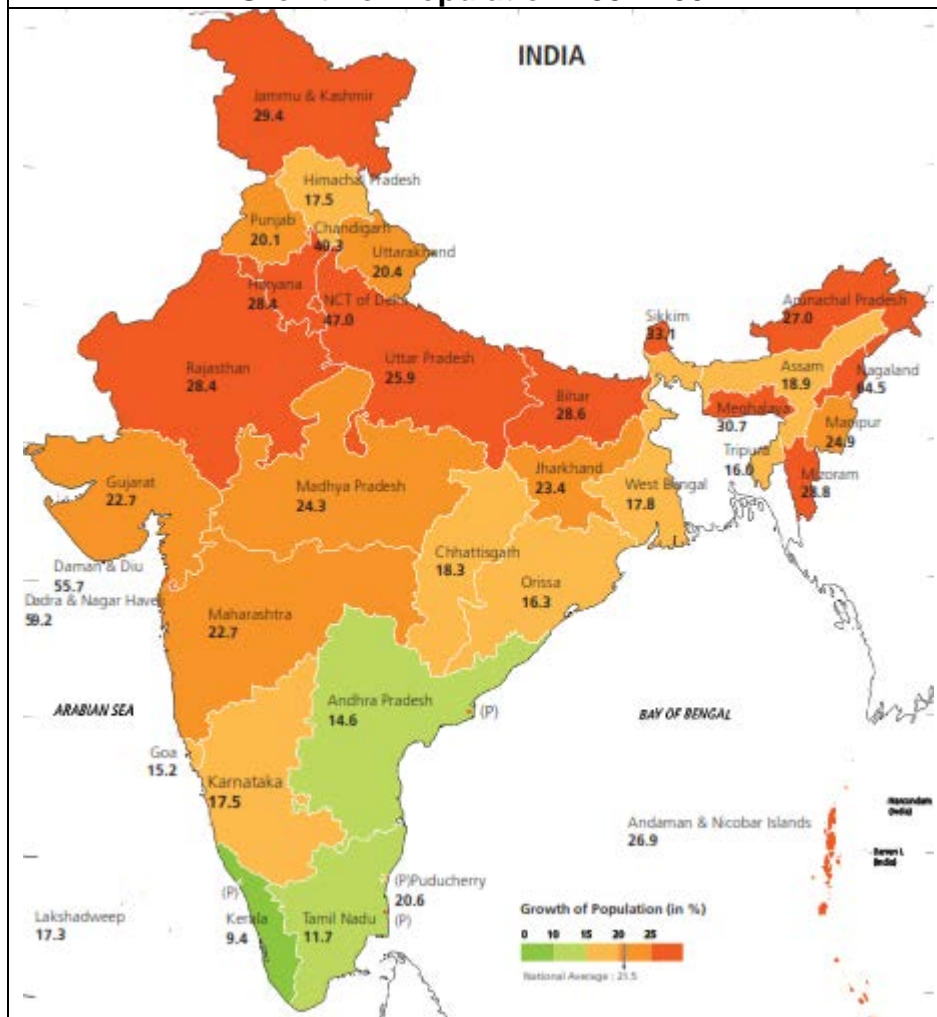 INDIA
Jammu & Kashmir
29.4
Himachal Pradesh
17.5
Punjab
20.1
Chandigarh
40.3
Uttarakhand
20.4
Haryana
28.4
NCT of Delhi
47.0
Rajasthan
28.4
Uttar Pradesh
25.9
Bihar
28.6
Sikkim
33.1
Arunachal Pradesh
27.0
Assam
18.9
Nagaland
64.5
Meghalaya
30.7
Manipur
24.9
Tripura
16.0
Mizoram
28.8
Gujarat
22.7
Madhya Pradesh
24.3
Jharkhand
23.4
West Bengal
17.8
Chhattisgarh
18.3
Orissa
16.3
Daman & Diu
55.7
Dadra & Nagar Haveli
59.2
Maharashtra
22.7
ARABIAN SEA
Andhra Pradesh
14.6
(P)
BAY OF BENGAL
Goa
15.2
Karnataka
17.5
Andaman & Nicobar Islands
26.9
(India)
(India)
(P)
(P)Puducherry
20.6
(P)
Lakshadweep
17.3
Kerala
9.4
Tamil Nadu
11.7
Growth of Population (in %)
0 10 15 20 25
National Average : 21.5